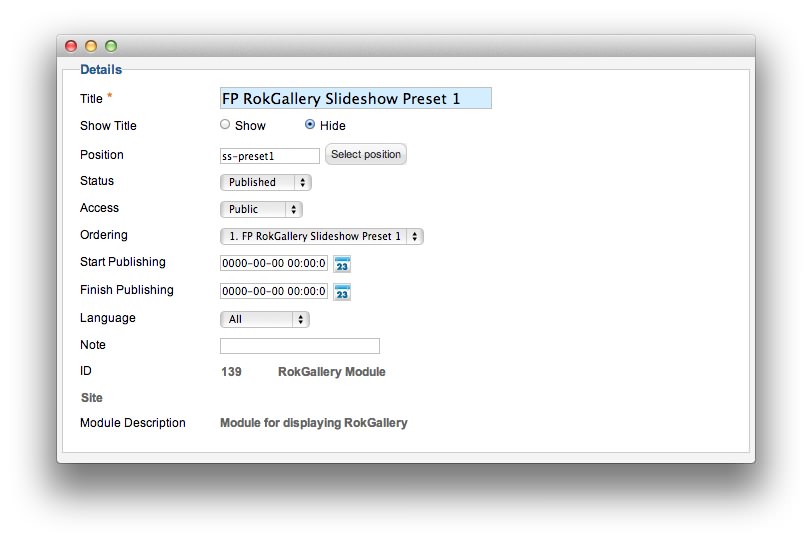 Details
Title * FP RokGallery Slideshow Preset 1
Show Title Show Hide
Position ss-preset1 Select position
Status Published
Access Public
Ordering 1. FP RokGallery Slideshow Preset 1
Start Publishing 0000-00-00 00:00:0 23
Finish Publishing 0000-00-00 00:00:0 23
Language All
Note
ID 139 RokGallery Module
Site
Module Description Module for displaying RokGallery